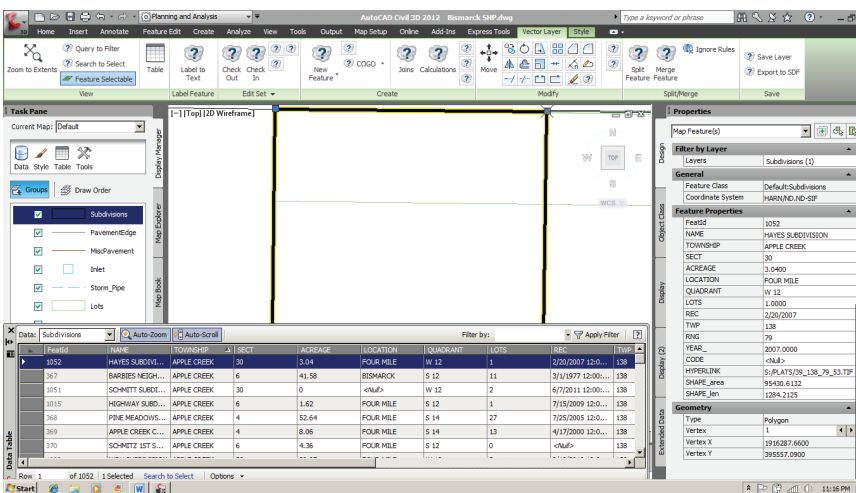 Planning and Analysis
AutoCAD Civil 3D 2012 Bismarck SHP.dwg
Type a keyword or phrase
Home Insert Annotate Feature Edit Create Analyze View Tools Output Map Setup Online Add-Ins Express Tools Vector Layer Style
Query to Filter
Search to Select
Zoom to Extents
Feature Selectable
Table
Label to Text
Check Out
Check In
New Feature
COGO
Joins
Calculations
Move
Split Feature
Merge Feature
Ignore Rules
Save Layer
Export to SDF
View
Label Feature
Edit Set
Create
Modify
Split/Merge
Save
Task Pane
Current Map: Default
Data Style Table Tools
Groups
Draw Order
Subdivisions
PavementEdge
MiscPavement
Inlet
Storm_Pipe
Lots
Display Manager
Map Explorer
Map Book
[−] [Top] [2D Wireframe]
N
W TOP E
S
WCS
Properties
Map Feature(s)
Design
Object Class
Display
Display (2)
Extended Data
Filter by Layer
Layers Subdivisions (1)
General
Feature Class Default:Subdivisions
Coordinate System HARN/ND.ND-SIF
Feature Properties
FeatId 1052
NAME HAYES SUBDIVISION
TOWNSHIP APPLE CREEK
SECT 30
ACREAGE 3.0400
LOCATION FOUR MILE
QUADRANT W 12
LOTS 1.0000
REC 2/20/2007
TWP 138
RNG 79
YEAR_ 2007.0000
CODE <Null>
HYPERLINK S:/PLATS/39_138_79_53.TIF
SHAPE_area 95430.6132
SHAPE_len 1284.2125
Geometry
Type Polygon
Vertex 1
Vertex X 1916287.6600
Vertex Y 395557.0900
Data Table
Data: Subdivisions Auto-Zoom Auto-Scroll Filter by: Apply Filter
FeatId NAME TOWNSHIP SECT ACREAGE LOCATION QUADRANT LOTS REC TWP
1052 HAYES SUBDIVI... APPLE CREEK 30 3.04 FOUR MILE W 12 1 2/20/2007 12:0... 138
367 BARBIES NEIGH... APPLE CREEK 6 41.58 BISMARCK S 12 11 3/1/1977 12:00:... 138
1051 SCHMITT SUBDI... APPLE CREEK 30 0 <Null> W 12 2 6/7/2011 12:00:... 138
1015 HIGHWAY SUBD... APPLE CREEK 6 1.62 FOUR MILE S 12 1 7/15/2009 12:0... 138
368 PINE MEADOWS... APPLE CREEK 4 52.64 FOUR MILE S 14 27 7/25/2005 12:0... 138
369 APPLE CREEK C... APPLE CREEK 4 8.06 FOUR MILE S 14 13 4/17/2000 12:0... 138
370 SCHMITZ 1ST S... APPLE CREEK 6 4.36 FOUR MILE S 12 0 <Null> 138
Row 1 of 1052 1 Selected Search to Select Options
Start
11:16 PM